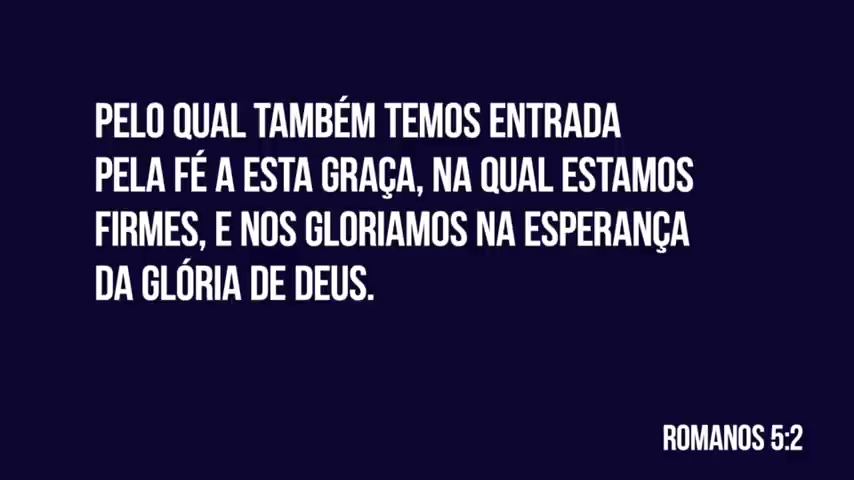 PELO QUAL TAMBÉM TEMOS ENTRADA
PELA FÉ A ESTA GRAÇA, NA QUAL ESTAMOS
FIRMES, E NOS GLORIAMOS NA ESPERANÇA
DA GLÓRIA DE DEUS.
ROMANOS 5:2